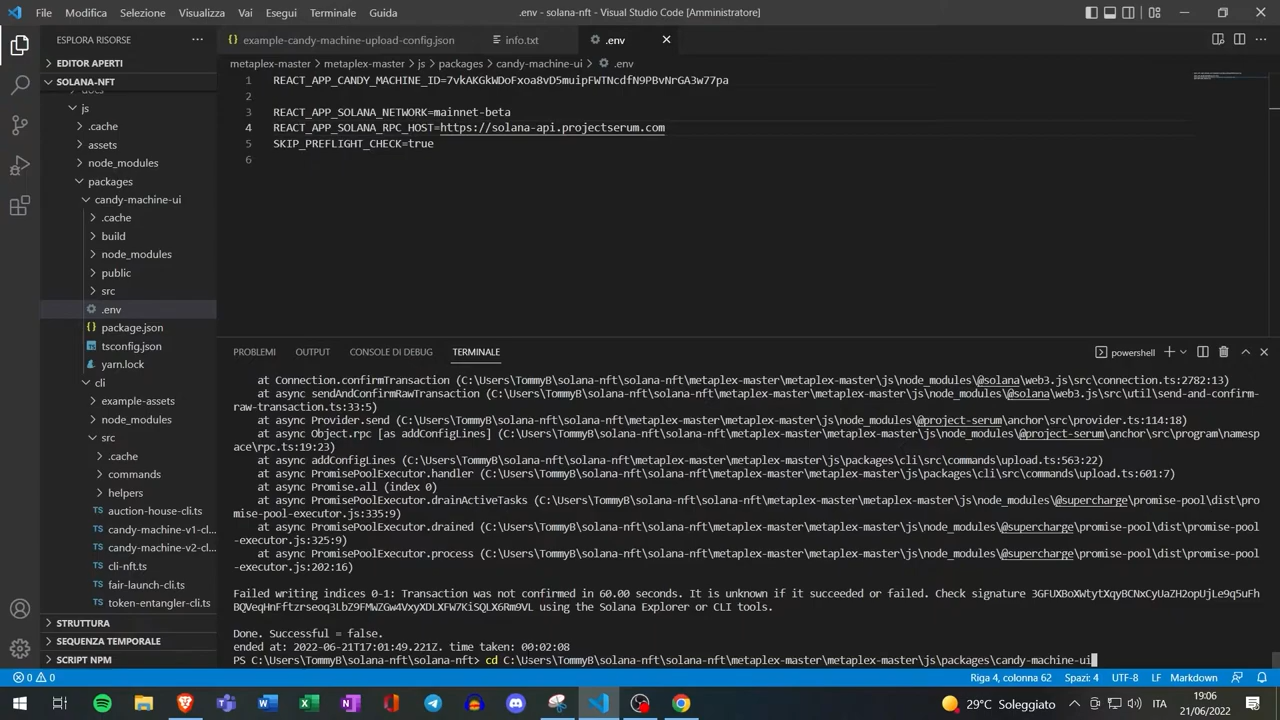 File Modifica Selezione Visualizza Vai Esegui Terminale Guida
.env - solana-nft - Visual Studio Code [Amministratore]
ESPLORA RISORSE
EDITOR APERTI
SOLANA-NFT
docs
js
.cache
assets
node_modules
packages
candy-machine-ui
.cache
build
node_modules
public
src
.env
package.json
tsconfig.json
yarn.lock
cli
example-assets
node_modules
src
.cache
commands
helpers
auction-house-cli.ts
candy-machine-v1-cl...
candy-machine-v2-cl...
cli-nft.ts
fair-launch-cli.ts
token-entangler-cli.ts
STRUTTURA
SEQUENZA TEMPORALE
SCRIPT NPM
example-candy-machine-upload-config.json info.txt .env
metaplex-master > metaplex-master > js > packages > candy-machine-ui > .env
1 REACT_APP_CANDY_MACHINE_ID=7vkAKGkWDoFxoa8vD5muipFWTNcdfN9PBvNrGA3w77pa
2
3 REACT_APP_SOLANA_NETWORK=mainnet-beta
4 REACT_APP_SOLANA_RPC_HOST=https://solana-api.projectserum.com
5 SKIP_PREFLIGHT_CHECK=true
6
PROBLEMI OUTPUT CONSOLE DI DEBUG TERMINALE
powershell
at Connection.confirmTransaction (C:\Users\TommyB\solana-nft\solana-nft\metaplex-master\metaplex-master\js\node_modules\@solana\web3.js\src\connection.ts:2782:13)
at async sendAndConfirmRawTransaction (C:\Users\TommyB\solana-nft\solana-nft\metaplex-master\metaplex-master\js\node_modules\@solana\web3.js\src\util\send-and-confirm-
raw-transaction.ts:33:5)
at async Provider.send (C:\Users\TommyB\solana-nft\solana-nft\metaplex-master\metaplex-master\js\node_modules\@project-serum\anchor\src\provider.ts:114:18)
at async Object.rpc [as addConfigLines] (C:\Users\TommyB\solana-nft\solana-nft\metaplex-master\metaplex-master\js\node_modules\@project-serum\anchor\src\program\namesp
ace\rpc.ts:19:23)
at async addConfigLines (C:\Users\TommyB\solana-nft\solana-nft\metaplex-master\metaplex-master\js\packages\cli\src\commands\upload.ts:563:22)
at async PromisePoolExecutor.handler (C:\Users\TommyB\solana-nft\solana-nft\metaplex-master\metaplex-master\js\packages\cli\src\commands\upload.ts:601:7)
at async Promise.all (index 0)
at async PromisePoolExecutor.drainActiveTasks (C:\Users\TommyB\solana-nft\solana-nft\metaplex-master\metaplex-master\js\node_modules\@supercharge\promise-pool\dist\pro
mise-pool-executor.js:335:9)
at async PromisePoolExecutor.drained (C:\Users\TommyB\solana-nft\solana-nft\metaplex-master\metaplex-master\js\node_modules\@supercharge\promise-pool\dist\promise-pool
-executor.js:325:9)
at async PromisePoolExecutor.process (C:\Users\TommyB\solana-nft\solana-nft\metaplex-master\metaplex-master\js\node_modules\@supercharge\promise-pool\dist\promise-pool
-executor.js:202:16)
Failed writing indices 0-1: Transaction was not confirmed in 60.00 seconds. It is unknown if it succeeded or failed. Check signature 3GFUXBoXWtytXqyBCNxCyUaZH2opUjLe9q5uFh
BQVeqHnFftzrseoq3LbZ9FMWZGw4VxyXDLXFW7KiSQLX6Rm9VL using the Solana Explorer or CLI tools.
Done. Successful = false.
ended at: 2022-06-21T17:01:49.221Z. time taken: 00:02:08
PS C:\Users\TommyB\solana-nft\solana-nft> cd C:\Users\TommyB\solana-nft\solana-nft\metaplex-master\metaplex-master\js\packages\candy-machine-ui
0 0
Riga 4, colonna 62 Spazi: 4 UTF-8 LF Markdown
29°C Soleggiato
ITA
19:06
21/06/2022